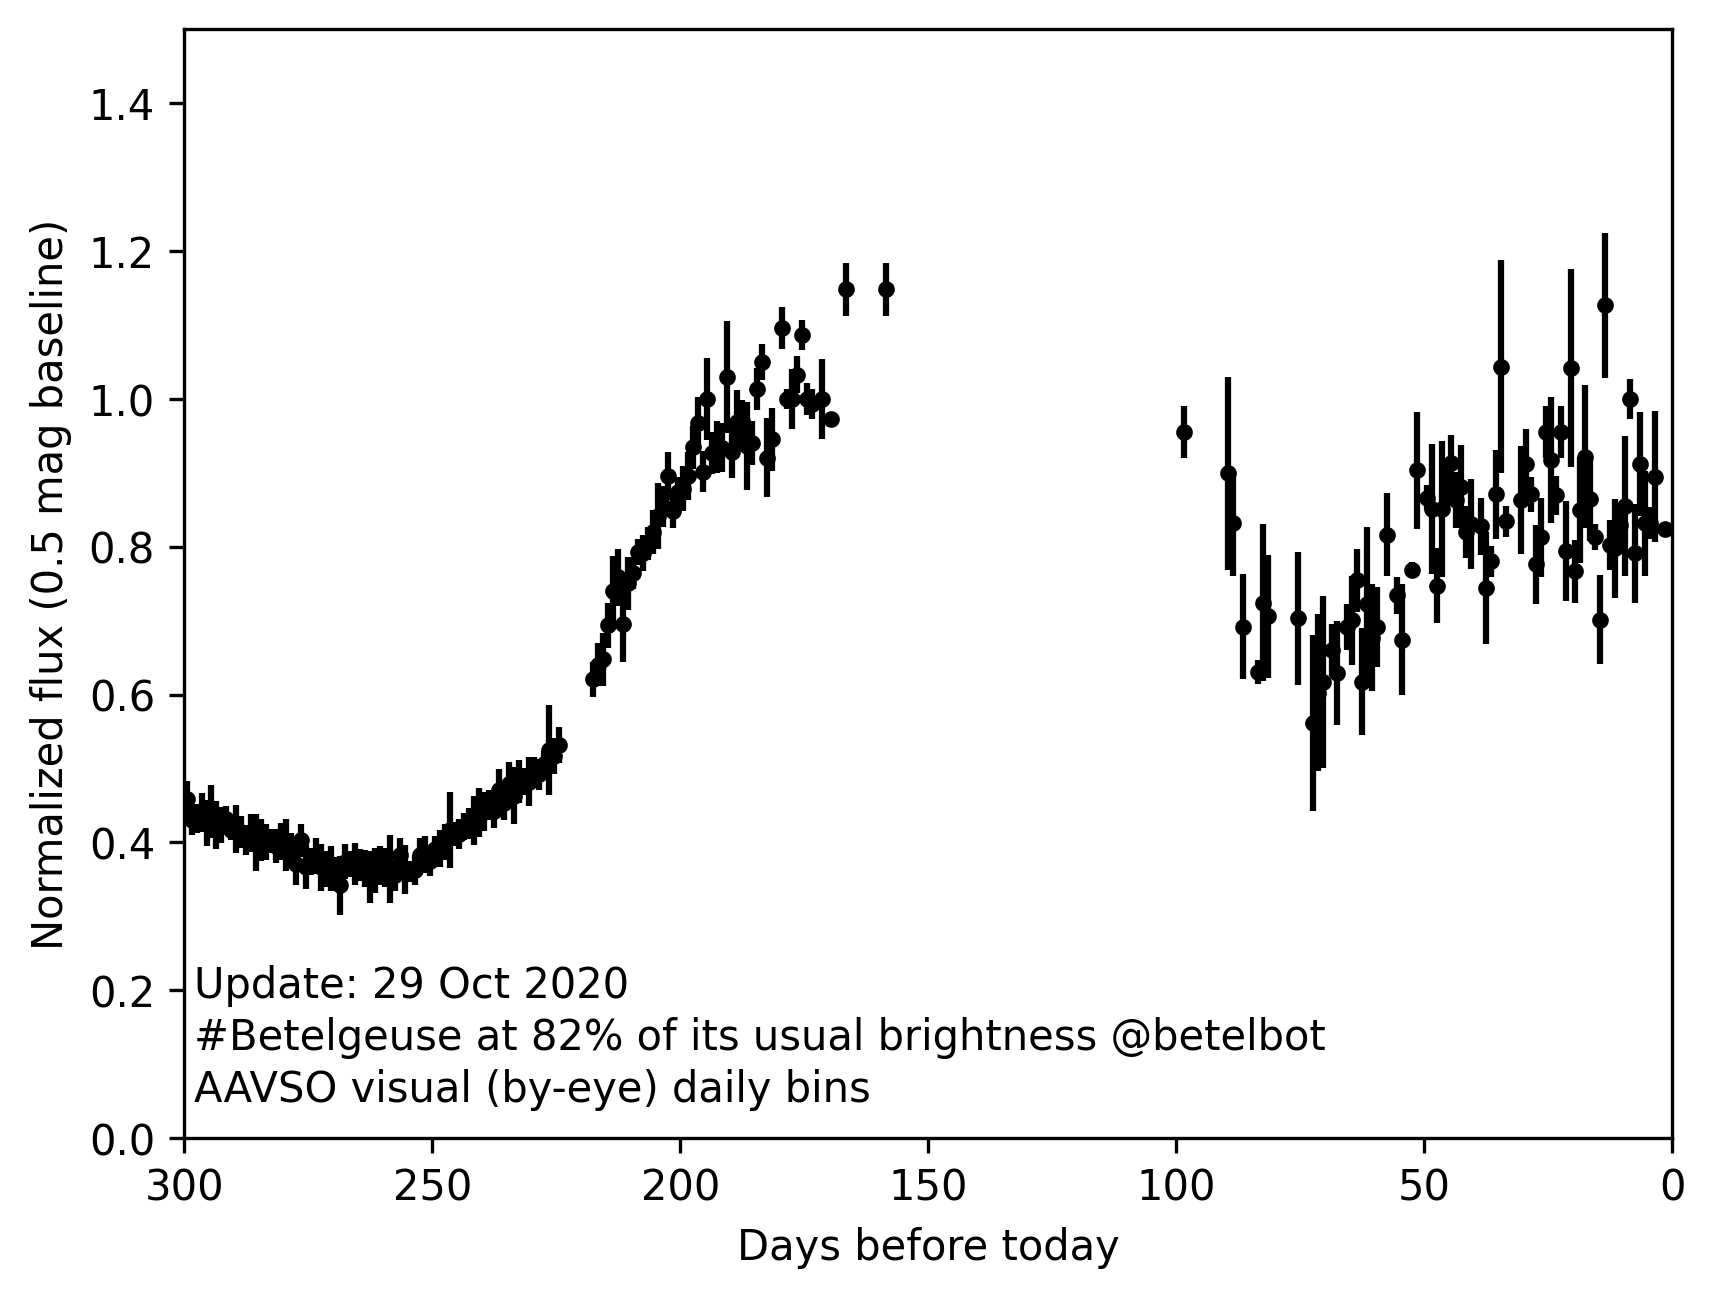 1.4
1.2
1.0
0.8
0.6
0.4
0.2
0.0
Normalized flux (0.5 mag baseline)
Update: 29 Oct 2020
#Betelgeuse at 82% of its usual brightness @betelbot
AAVSO visual (by-eye) daily bins
300 250 200 150 100 50 0
Days before today